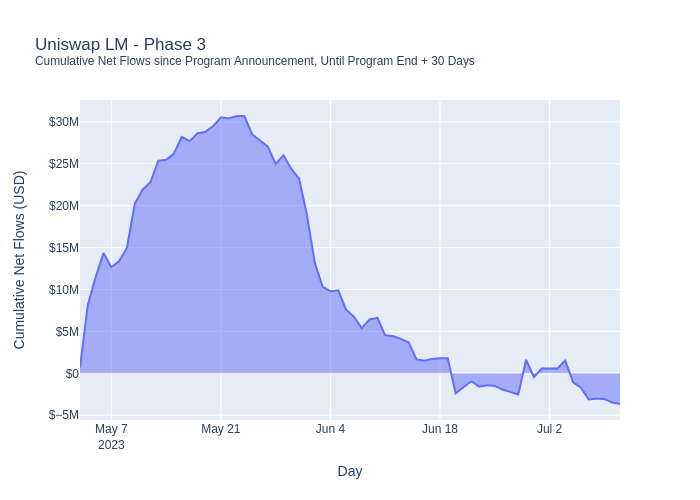 Uniswap LM - Phase 3
Cumulative Net Flows since Program Announcement, Until Program End + 30 Days
Cumulative Net Flows (USD)
$30M
$25M
$20M
$15M
$10M
$5M
$0
$−5M
May 7
2023
May 21
Jun 4
Jun 18
Jul 2
Day